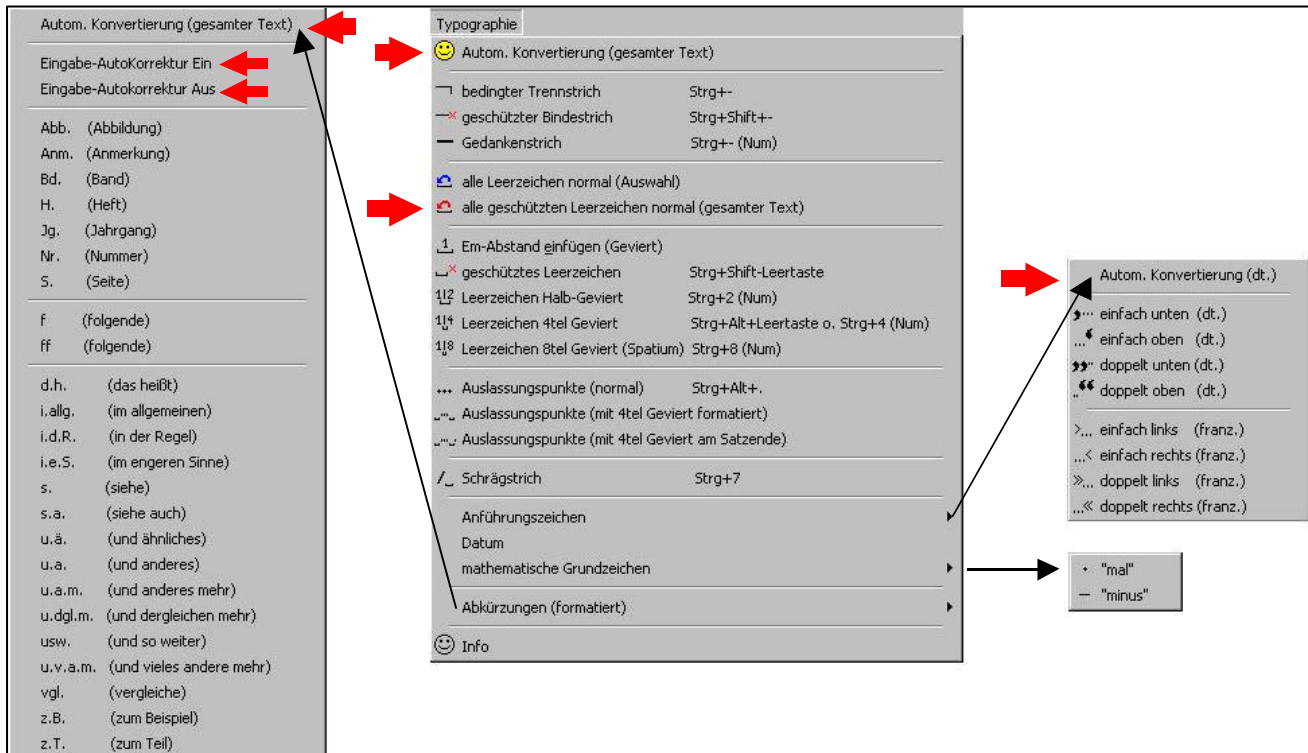 Autom. Konvertierung (gesamter Text)
Eingabe-AutoKorrektur Ein
Eingabe-Autokorrektur Aus
Abb. (Abbildung)
Anm. (Anmerkung)
Bd. (Band)
H. (Heft)
Jg. (Jahrgang)
Nr. (Nummer)
S. (Seite)
f (folgende)
ff (folgende)
d.h. (das heißt)
i.allg. (im allgemeinen)
i.d.R. (in der Regel)
i.e.S. (im engeren Sinne)
s. (siehe)
s.a. (siehe auch)
u.ä. (und ähnliches)
u.a. (und anderes)
u.a.m. (und anderes mehr)
u.dgl.m. (und dergleichen mehr)
usw. (und so weiter)
u.v.a.m. (und vieles andere mehr)
vgl. (vergleiche)
z.B. (zum Beispiel)
z.T. (zum Teil)
Typographie
Autom. Konvertierung (gesamter Text)
bedingter Trennstrich Strg+-
geschützter Bindestrich Strg+Shift+-
Gedankenstrich Strg+- (Num)
alle Leerzeichen normal (Auswahl)
alle geschützten Leerzeichen normal (gesamter Text)
1 Em-Abstand einfügen (Geviert)
geschütztes Leerzeichen Strg+Shift-Leertaste
1|2 Leerzeichen Halb-Geviert Strg+2 (Num)
1|4 Leerzeichen 4tel Geviert Strg+Alt+Leertaste o. Strg+4 (Num)
1|8 Leerzeichen 8tel Geviert (Spatium) Strg+8 (Num)
... Auslassungspunkte (normal) Strg+Alt+.
... Auslassungspunkte (mit 4tel Geviert formatiert)
... Auslassungspunkte (mit 4tel Geviert am Satzende)
/ Schrägstrich Strg+7
Anführungszeichen
Datum
mathematische Grundzeichen
Abkürzungen (formatiert)
Info
Autom. Konvertierung (dt.)
‚... einfach unten (dt.)
...‘ einfach oben (dt.)
„.. doppelt unten (dt.)
..“ doppelt oben (dt.)
>... einfach links (franz.)
...< einfach rechts (franz.)
»... doppelt links (franz.)
...« doppelt rechts (franz.)
· "mal"
– "minus"